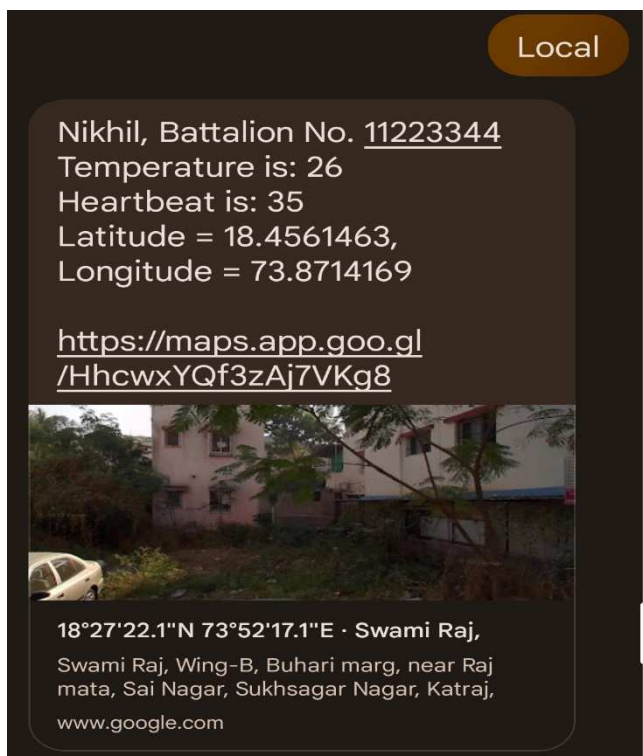 Local
Nikhil, Battalion No. 11223344
Temperature is: 26
Heartbeat is: 35
Latitude = 18.4561463,
Longitude = 73.8714169
https://maps.app.goo.gl
/HhcwxYQf3zAj7VKg8
18°27'22.1"N 73°52'17.1"E · Swami Raj,
Swami Raj, Wing-B, Buhari marg, near Raj
mata, Sai Nagar, Sukhsagar Nagar, Katraj,
www.google.com